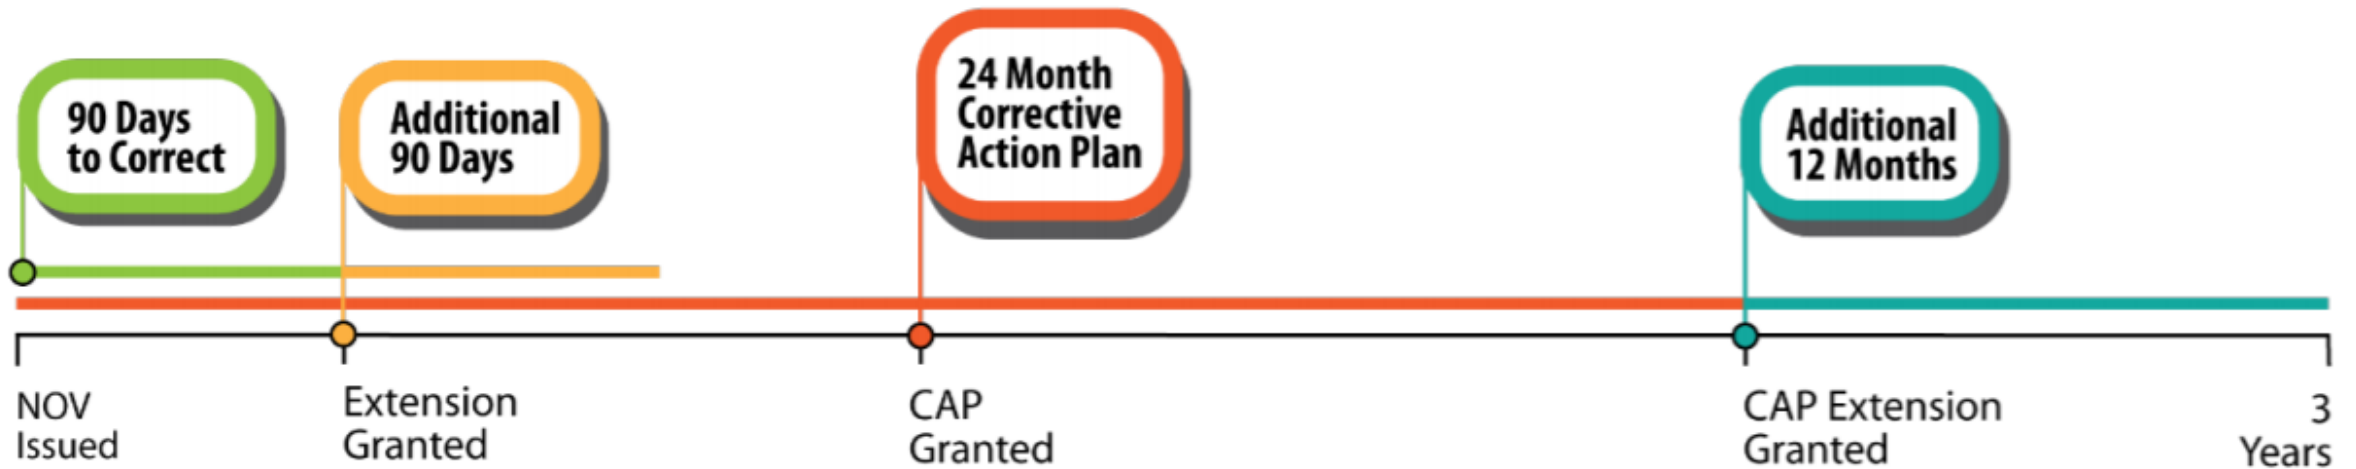 90 Days
to Correct
Additional
90 Days
24 Month
Corrective
Action Plan
Additional
12 Months
NOV
Issued
Extension
Granted
CAP
Granted
CAP Extension
Granted
3
Years